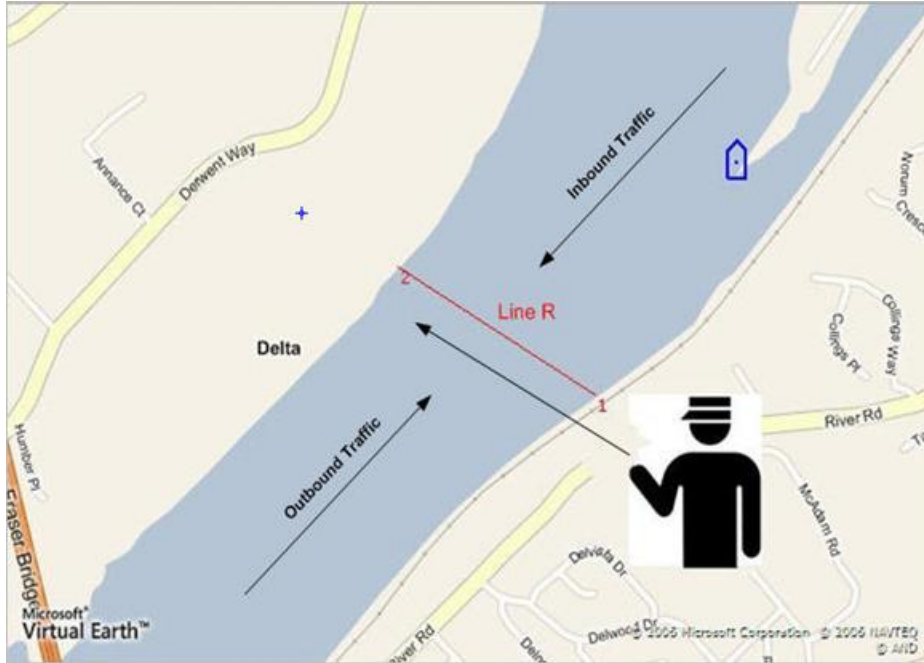 Annance Ct
Derwent Way
Inbound Traffic
Norum Cresc
2
Line R
Collings Way
Collings Pl
Delta
1
River Rd
Humber Pl
Outbound Traffic
McAdam Rd
Fraser Bridge
Delvista Dr
Microsoft®
Virtual Earth™
Delwood Dr
River Rd
© 2006 Microsoft Corporation © 2006 NAVTEQ
© AND